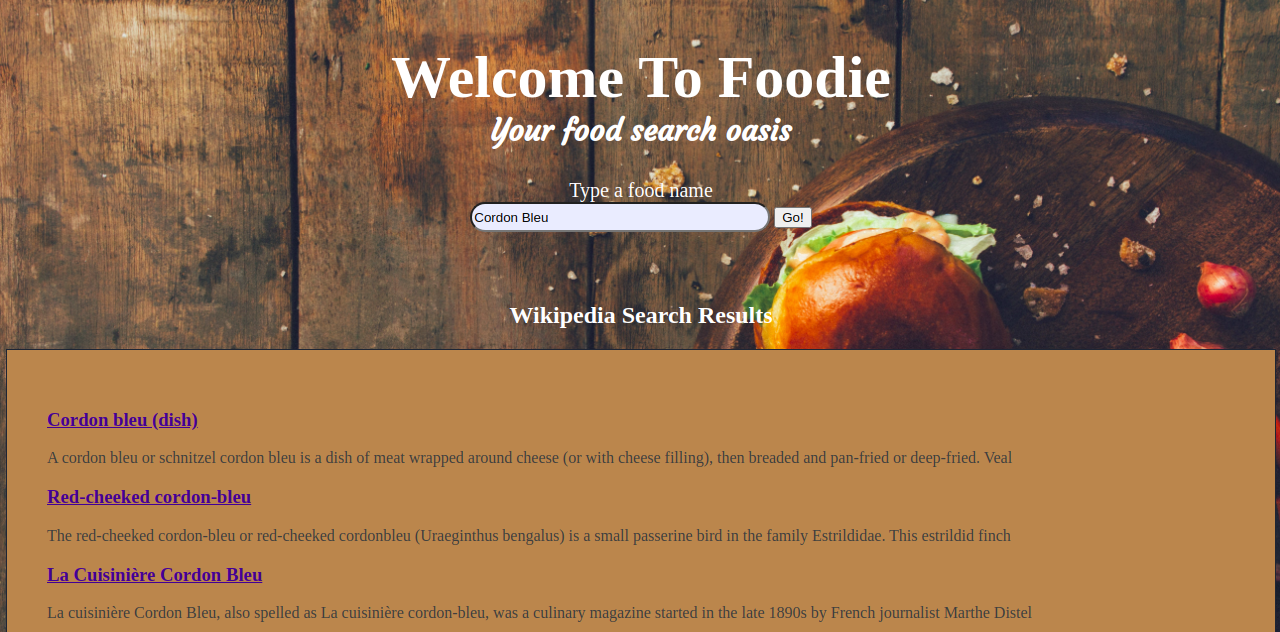 Welcome To Foodie
Your food search oasis
Type a food name
Cordon Bleu Go!
Wikipedia Search Results
Cordon bleu (dish)
A cordon bleu or schnitzel cordon bleu is a dish of meat wrapped around cheese (or with cheese filling), then breaded and pan-fried or deep-fried. Veal
Red-cheeked cordon-bleu
The red-cheeked cordon-bleu or red-cheeked cordonbleu (Uraeginthus bengalus) is a small passerine bird in the family Estrildidae. This estrildid finch
La Cuisinière Cordon Bleu
La cuisinière Cordon Bleu, also spelled as La cuisinière cordon-bleu, was a culinary magazine started in the late 1890s by French journalist Marthe Distel